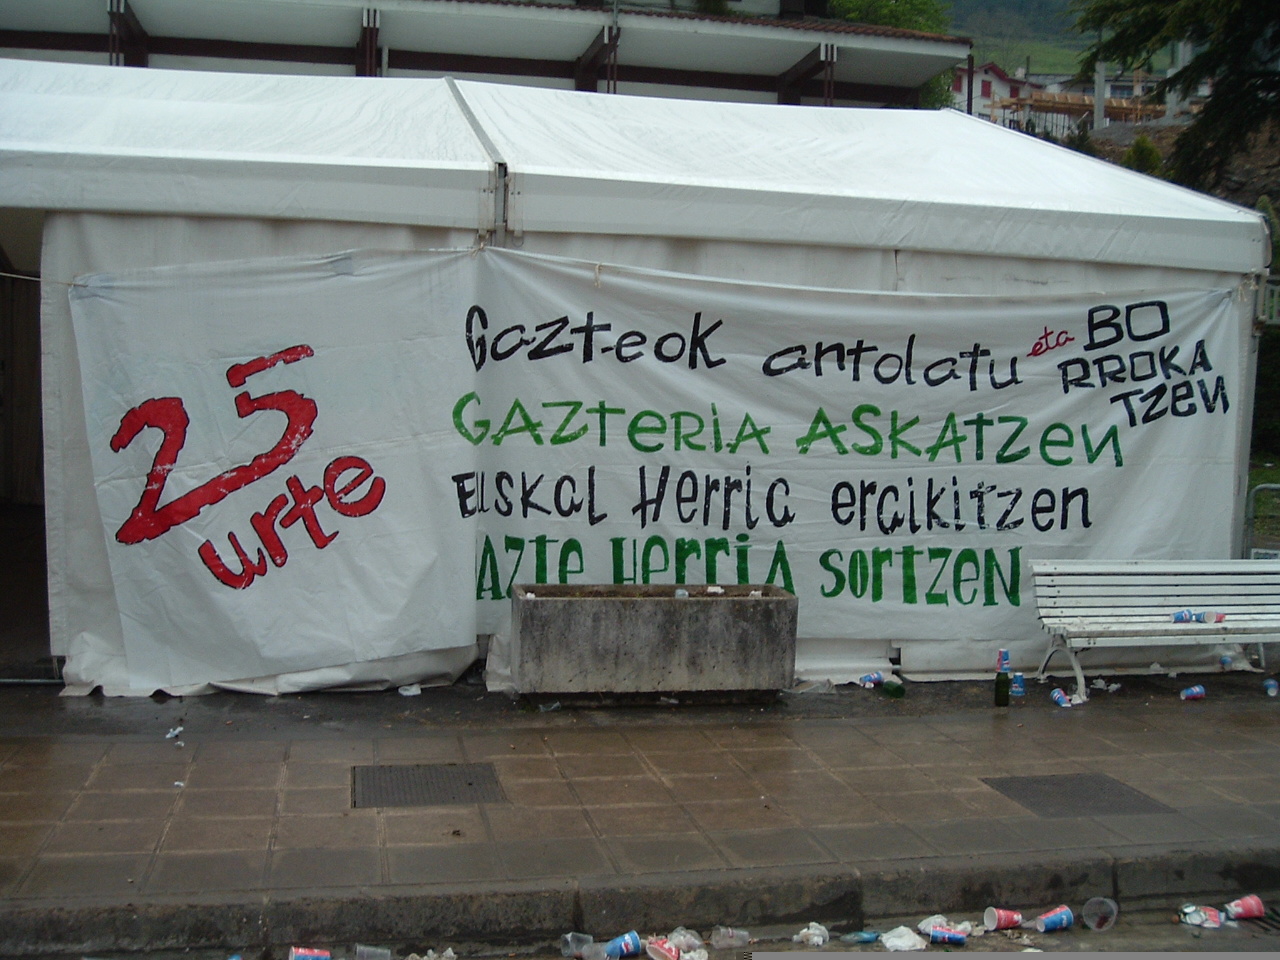 25
urte
Gazteok antolatu eta BO
RROKA
TZEN
GAZTERIA ASKATZEN
Euskal Herria eraikitzen
AZTE HERRIA SORTZEN